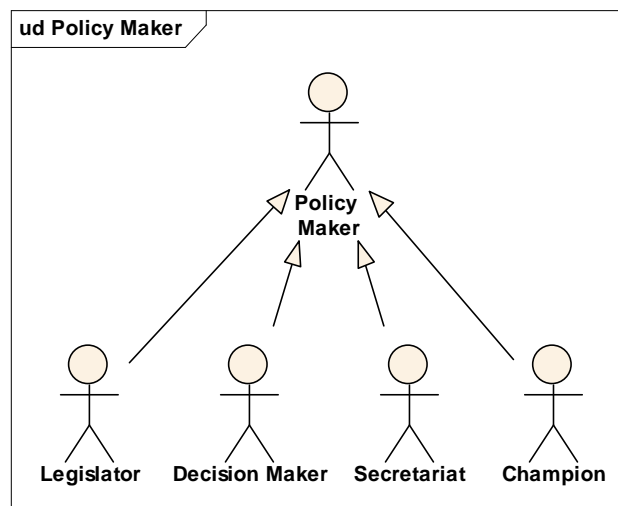 ud Policy Maker
Policy
Maker
Legislator
Decision Maker
Secretariat
Champion